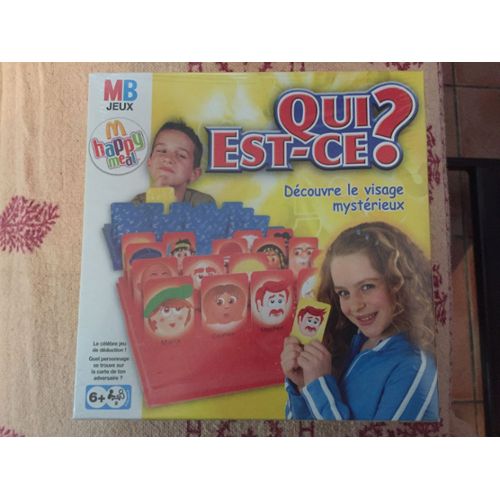 MB
JEUX
happy
meal
QUI
EST-CE?
Découvre le visage
mystérieux
Le célèbre jeu
de déduction !
Quel personnage
se trouve sur
la carte de ton
adversaire ?
6+
2